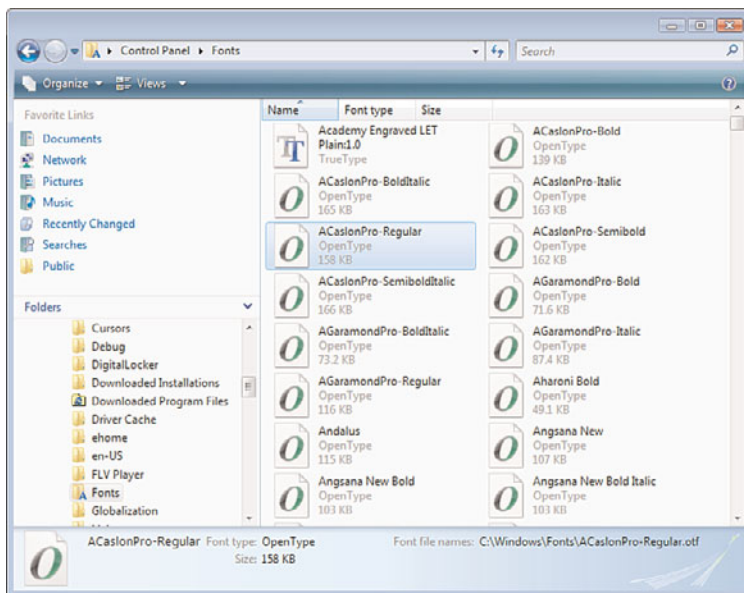 Control Panel Fonts
Search
Organize Views
Favorite Links
Documents
Network
Pictures
Music
Recently Changed
Searches
Public
Folders
Cursors
Debug
DigitalLocker
Downloaded Installations
Downloaded Program Files
Driver Cache
ehome
en-US
FLV Player
Fonts
Globalization
Name Font type Size
Academy Engraved LET
Plain:1.0
TrueType
ACaslonPro-Bold
OpenType
139 KB
ACaslonPro-BoldItalic
OpenType
165 KB
ACaslonPro-Italic
OpenType
163 KB
ACaslonPro-Regular
OpenType
158 KB
ACaslonPro-Semibold
OpenType
162 KB
ACaslonPro-SemiboldItalic
OpenType
166 KB
AGaramondPro-Bold
OpenType
71.6 KB
AGaramondPro-BoldItalic
OpenType
73.2 KB
AGaramondPro-Italic
OpenType
87.4 KB
AGaramondPro-Regular
OpenType
116 KB
Aharoni Bold
OpenType
49.1 KB
Andalus
OpenType
115 KB
Angsana New
OpenType
107 KB
Angsana New Bold
OpenType
103 KB
Angsana New Bold Italic
OpenType
103 KB
ACaslonPro-Regular Font type: OpenType Font file names: C:\Windows\Fonts\ACaslonPro-Regular.otf
Size: 158 KB